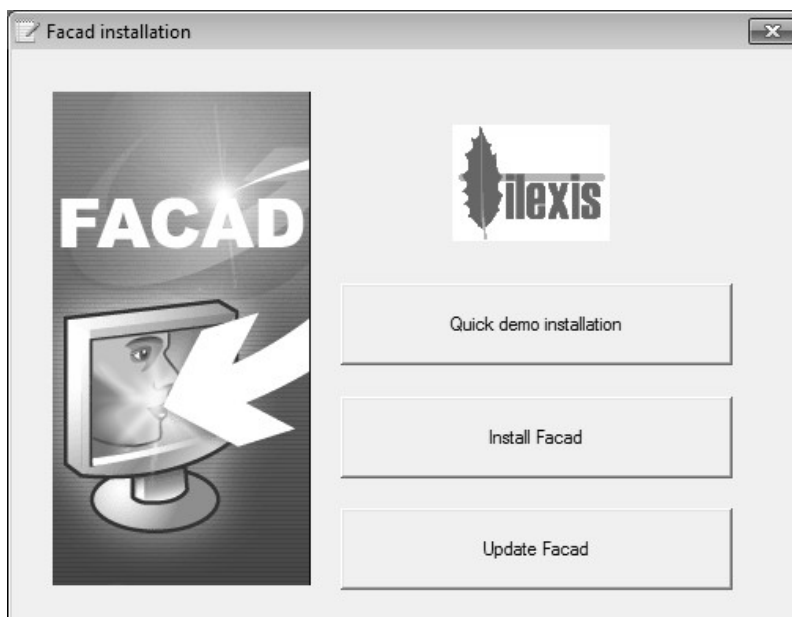 Facad installation
FACAD
ilexis
Quick demo installation
Install Facad
Update Facad